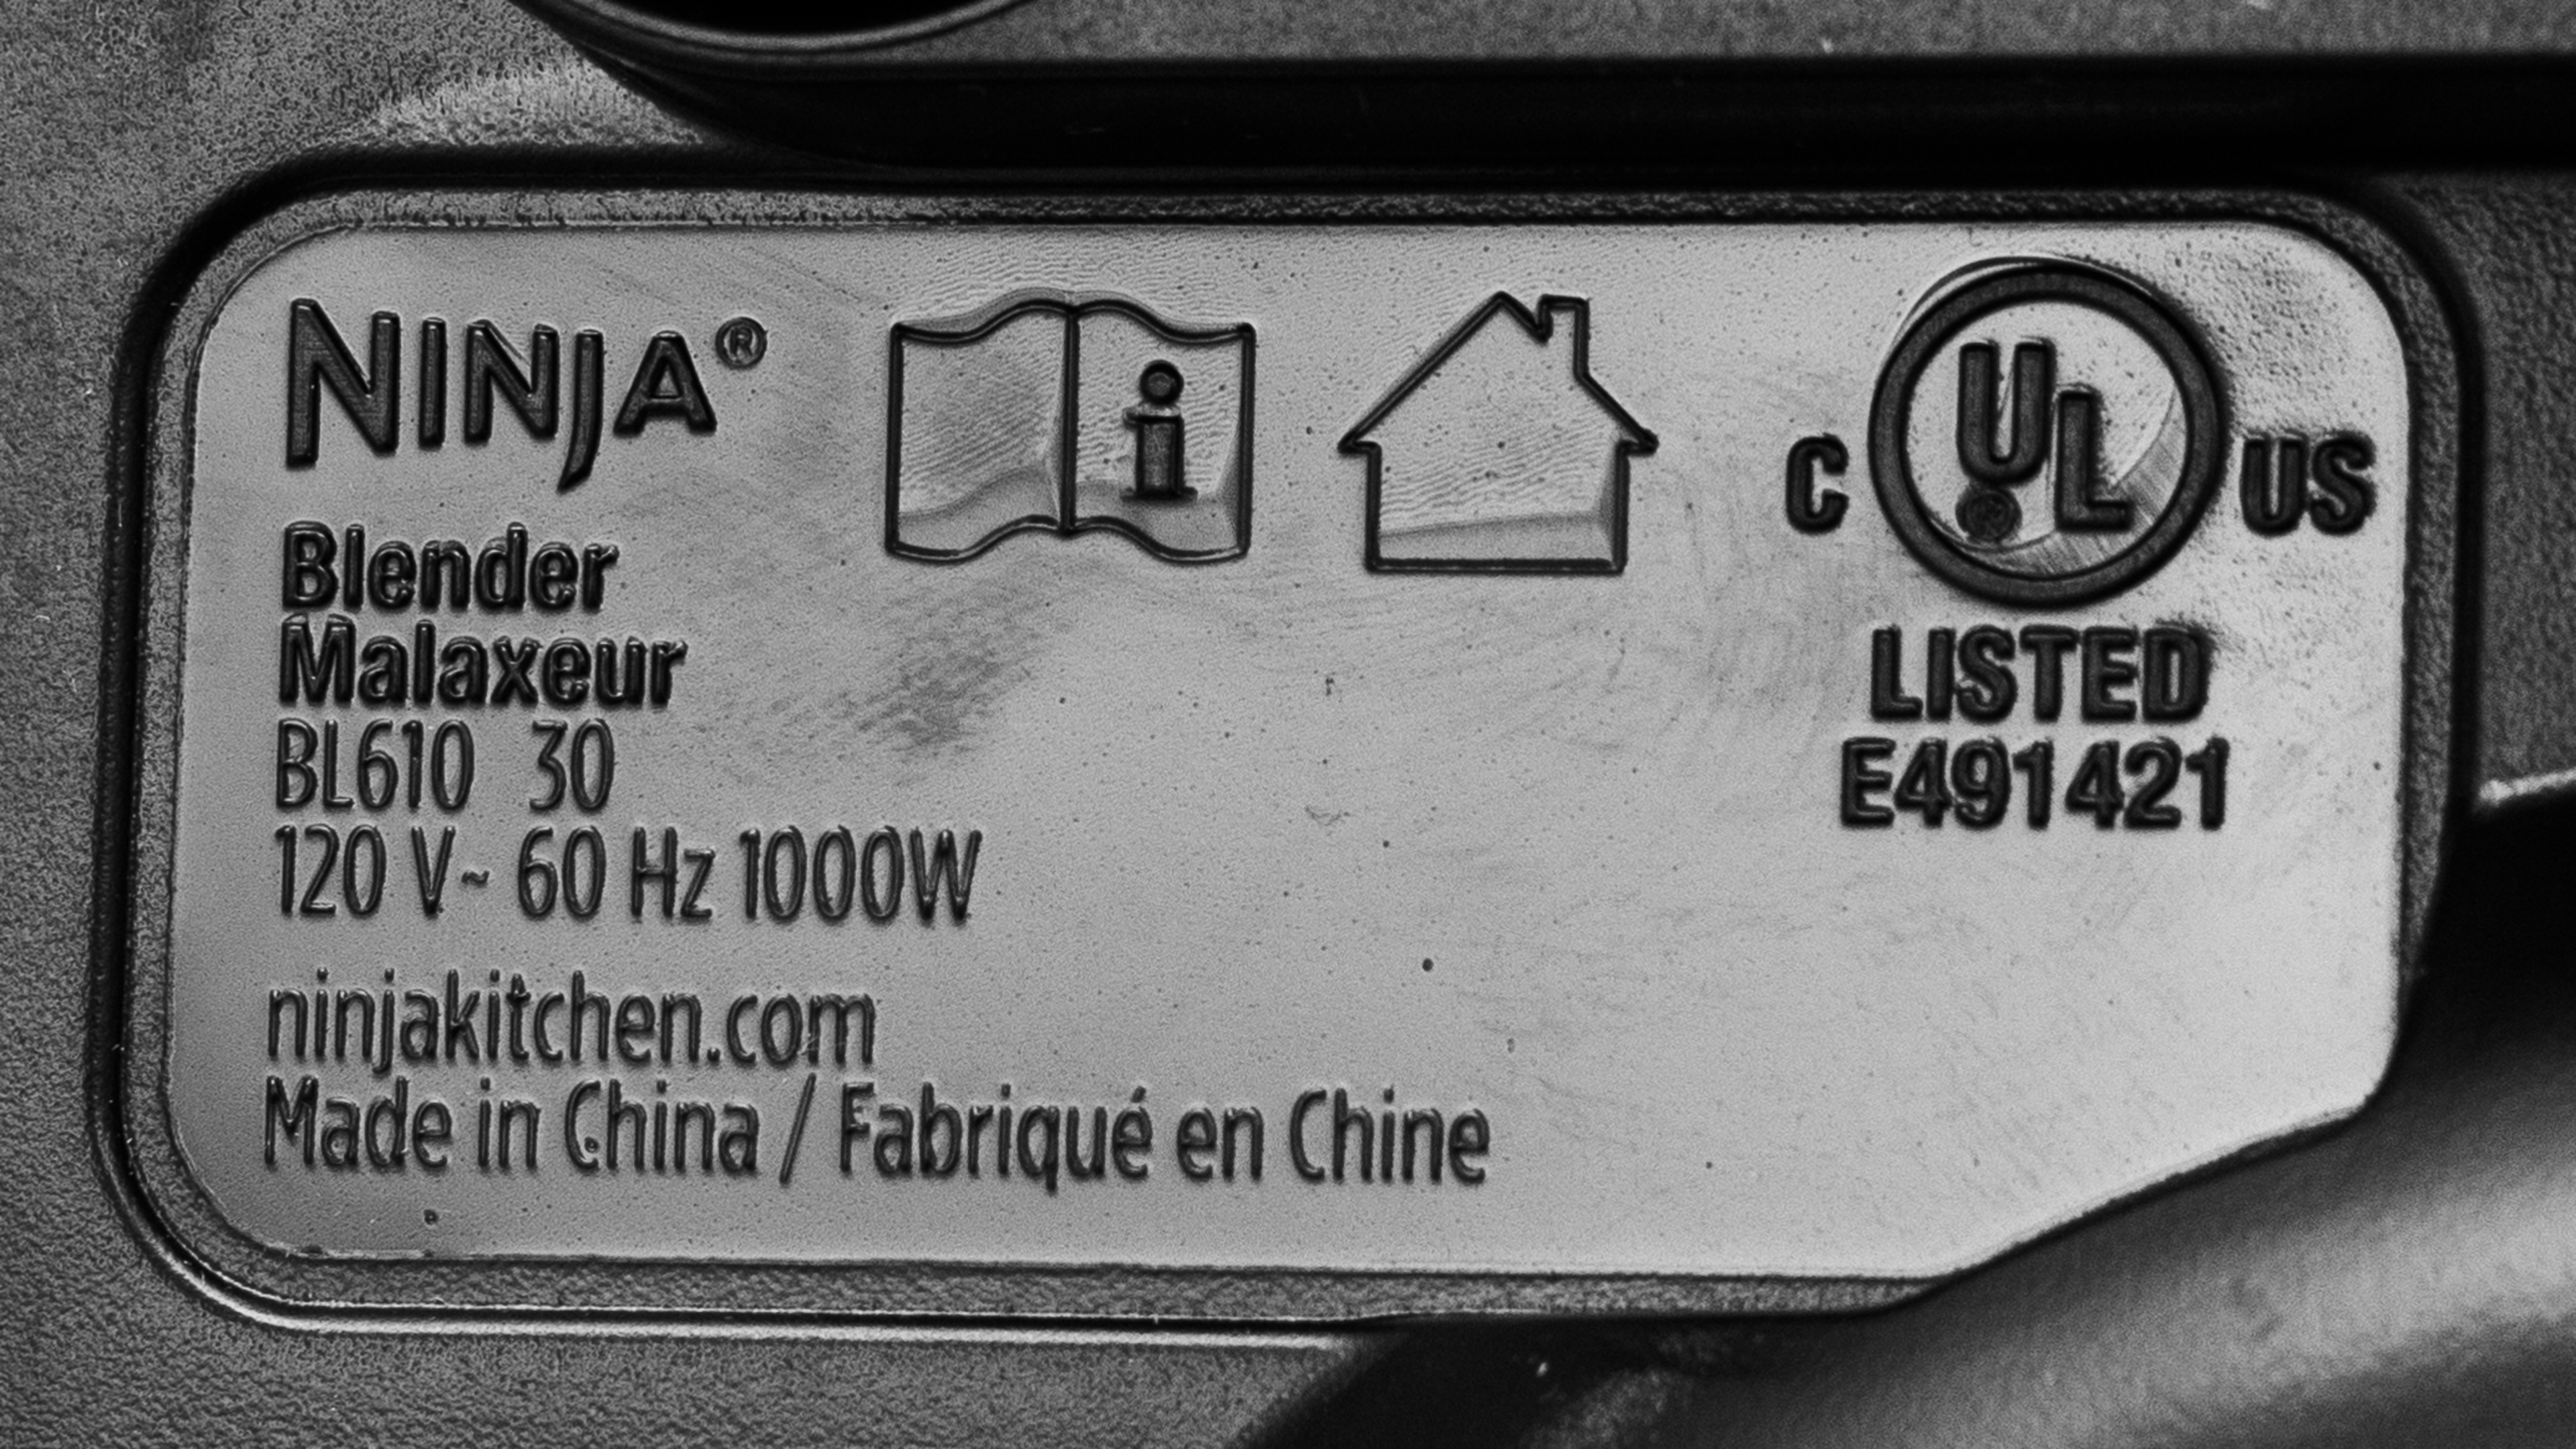 NINJA®
Blender
Malaxeur
BL610 30
120 V~ 60 Hz 1000W
ninjakitchen.com
Made in China / Fabriqué en Chine
i
C UL® US
LISTED
E491421